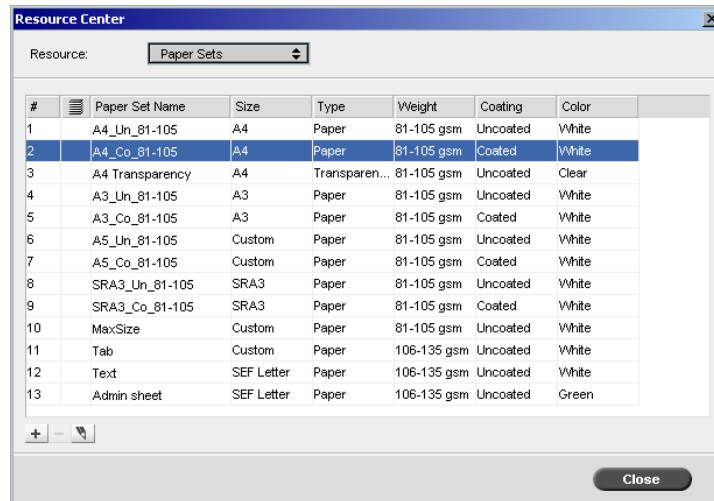 Resource Center
Resource: Paper Sets
# Paper Set Name Size Type Weight Coating Color
1 A4_Un_81-105 A4 Paper 81-105 gsm Uncoated White
2 A4_Co_81-105 A4 Paper 81-105 gsm Coated White
3 A4 Transparency A4 Transparen... 81-105 gsm Uncoated Clear
4 A3_Un_81-105 A3 Paper 81-105 gsm Uncoated White
5 A3_Co_81-105 A3 Paper 81-105 gsm Coated White
6 A5_Un_81-105 Custom Paper 81-105 gsm Uncoated White
7 A5_Co_81-105 Custom Paper 81-105 gsm Coated White
8 SRA3_Un_81-105 SRA3 Paper 81-105 gsm Uncoated White
9 SRA3_Co_81-105 SRA3 Paper 81-105 gsm Coated White
10 MaxSize Custom Paper 81-105 gsm Uncoated White
11 Tab Custom Paper 106-135 gsm Uncoated White
12 Text SEF Letter Paper 106-135 gsm Uncoated White
13 Admin sheet SEF Letter Paper 106-135 gsm Uncoated Green
Close